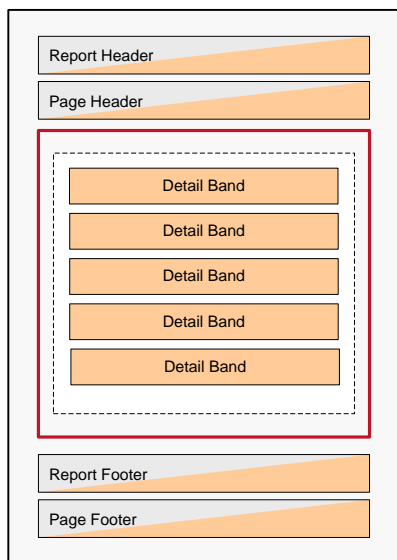 Report Header
Page Header
Detail Band
Detail Band
Detail Band
Detail Band
Detail Band
Report Footer
Page Footer